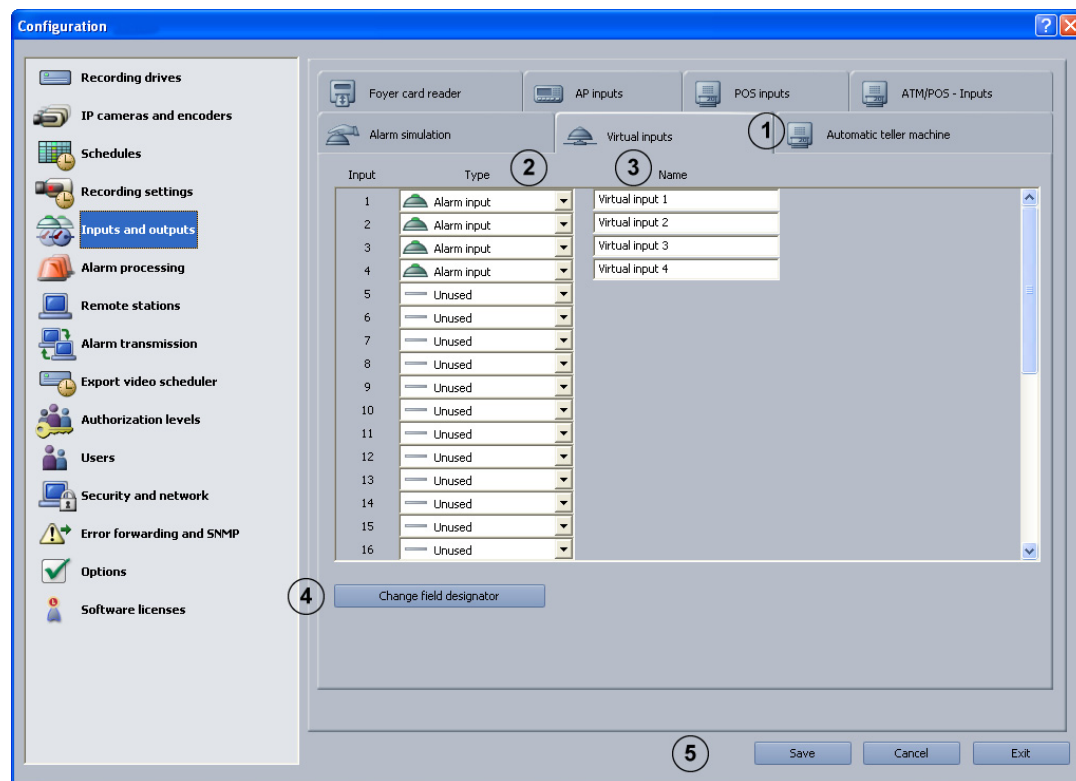 Configuration
Recording drives
IP cameras and encoders
Schedules
Recording settings
Inputs and outputs
Alarm processing
Remote stations
Alarm transmission
Export video scheduler
Authorization levels
Users
Security and network
Error forwarding and SNMP
Options
Software licenses
Foyer card reader AP inputs POS inputs ATM/POS - Inputs
Alarm simulation Virtual inputs 1 Automatic teller machine
2 3
Input Type Name
1 Alarm input Virtual input 1
2 Alarm input Virtual input 2
3 Alarm input Virtual input 3
4 Alarm input Virtual input 4
5 Unused
6 Unused
7 Unused
8 Unused
9 Unused
10 Unused
11 Unused
12 Unused
13 Unused
14 Unused
15 Unused
16 Unused
4 Change field designator
5 Save Cancel Exit